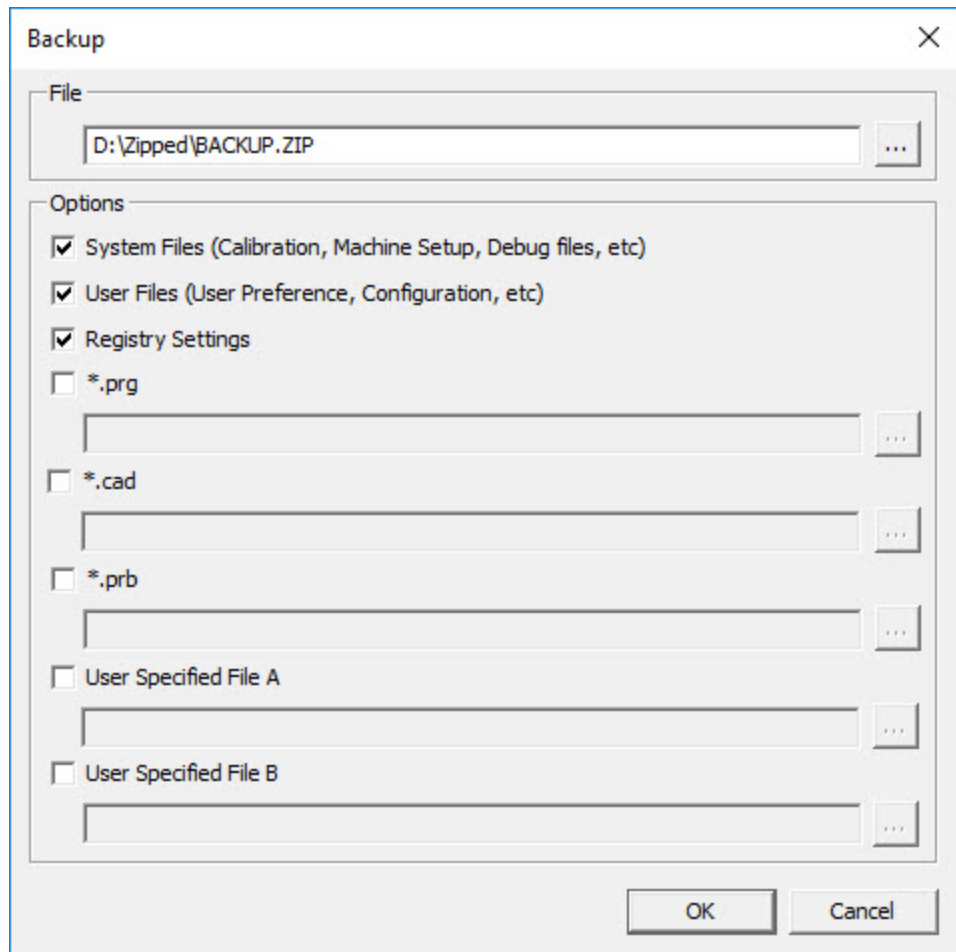 Backup
File
D:\Zipped\BACKUP.ZIP
...
Options
System Files (Calibration, Machine Setup, Debug files, etc)
User Files (User Preference, Configuration, etc)
Registry Settings
*.prg
...
*.cad
...
*.prb
...
User Specified File A
...
User Specified File B
...
OK Cancel